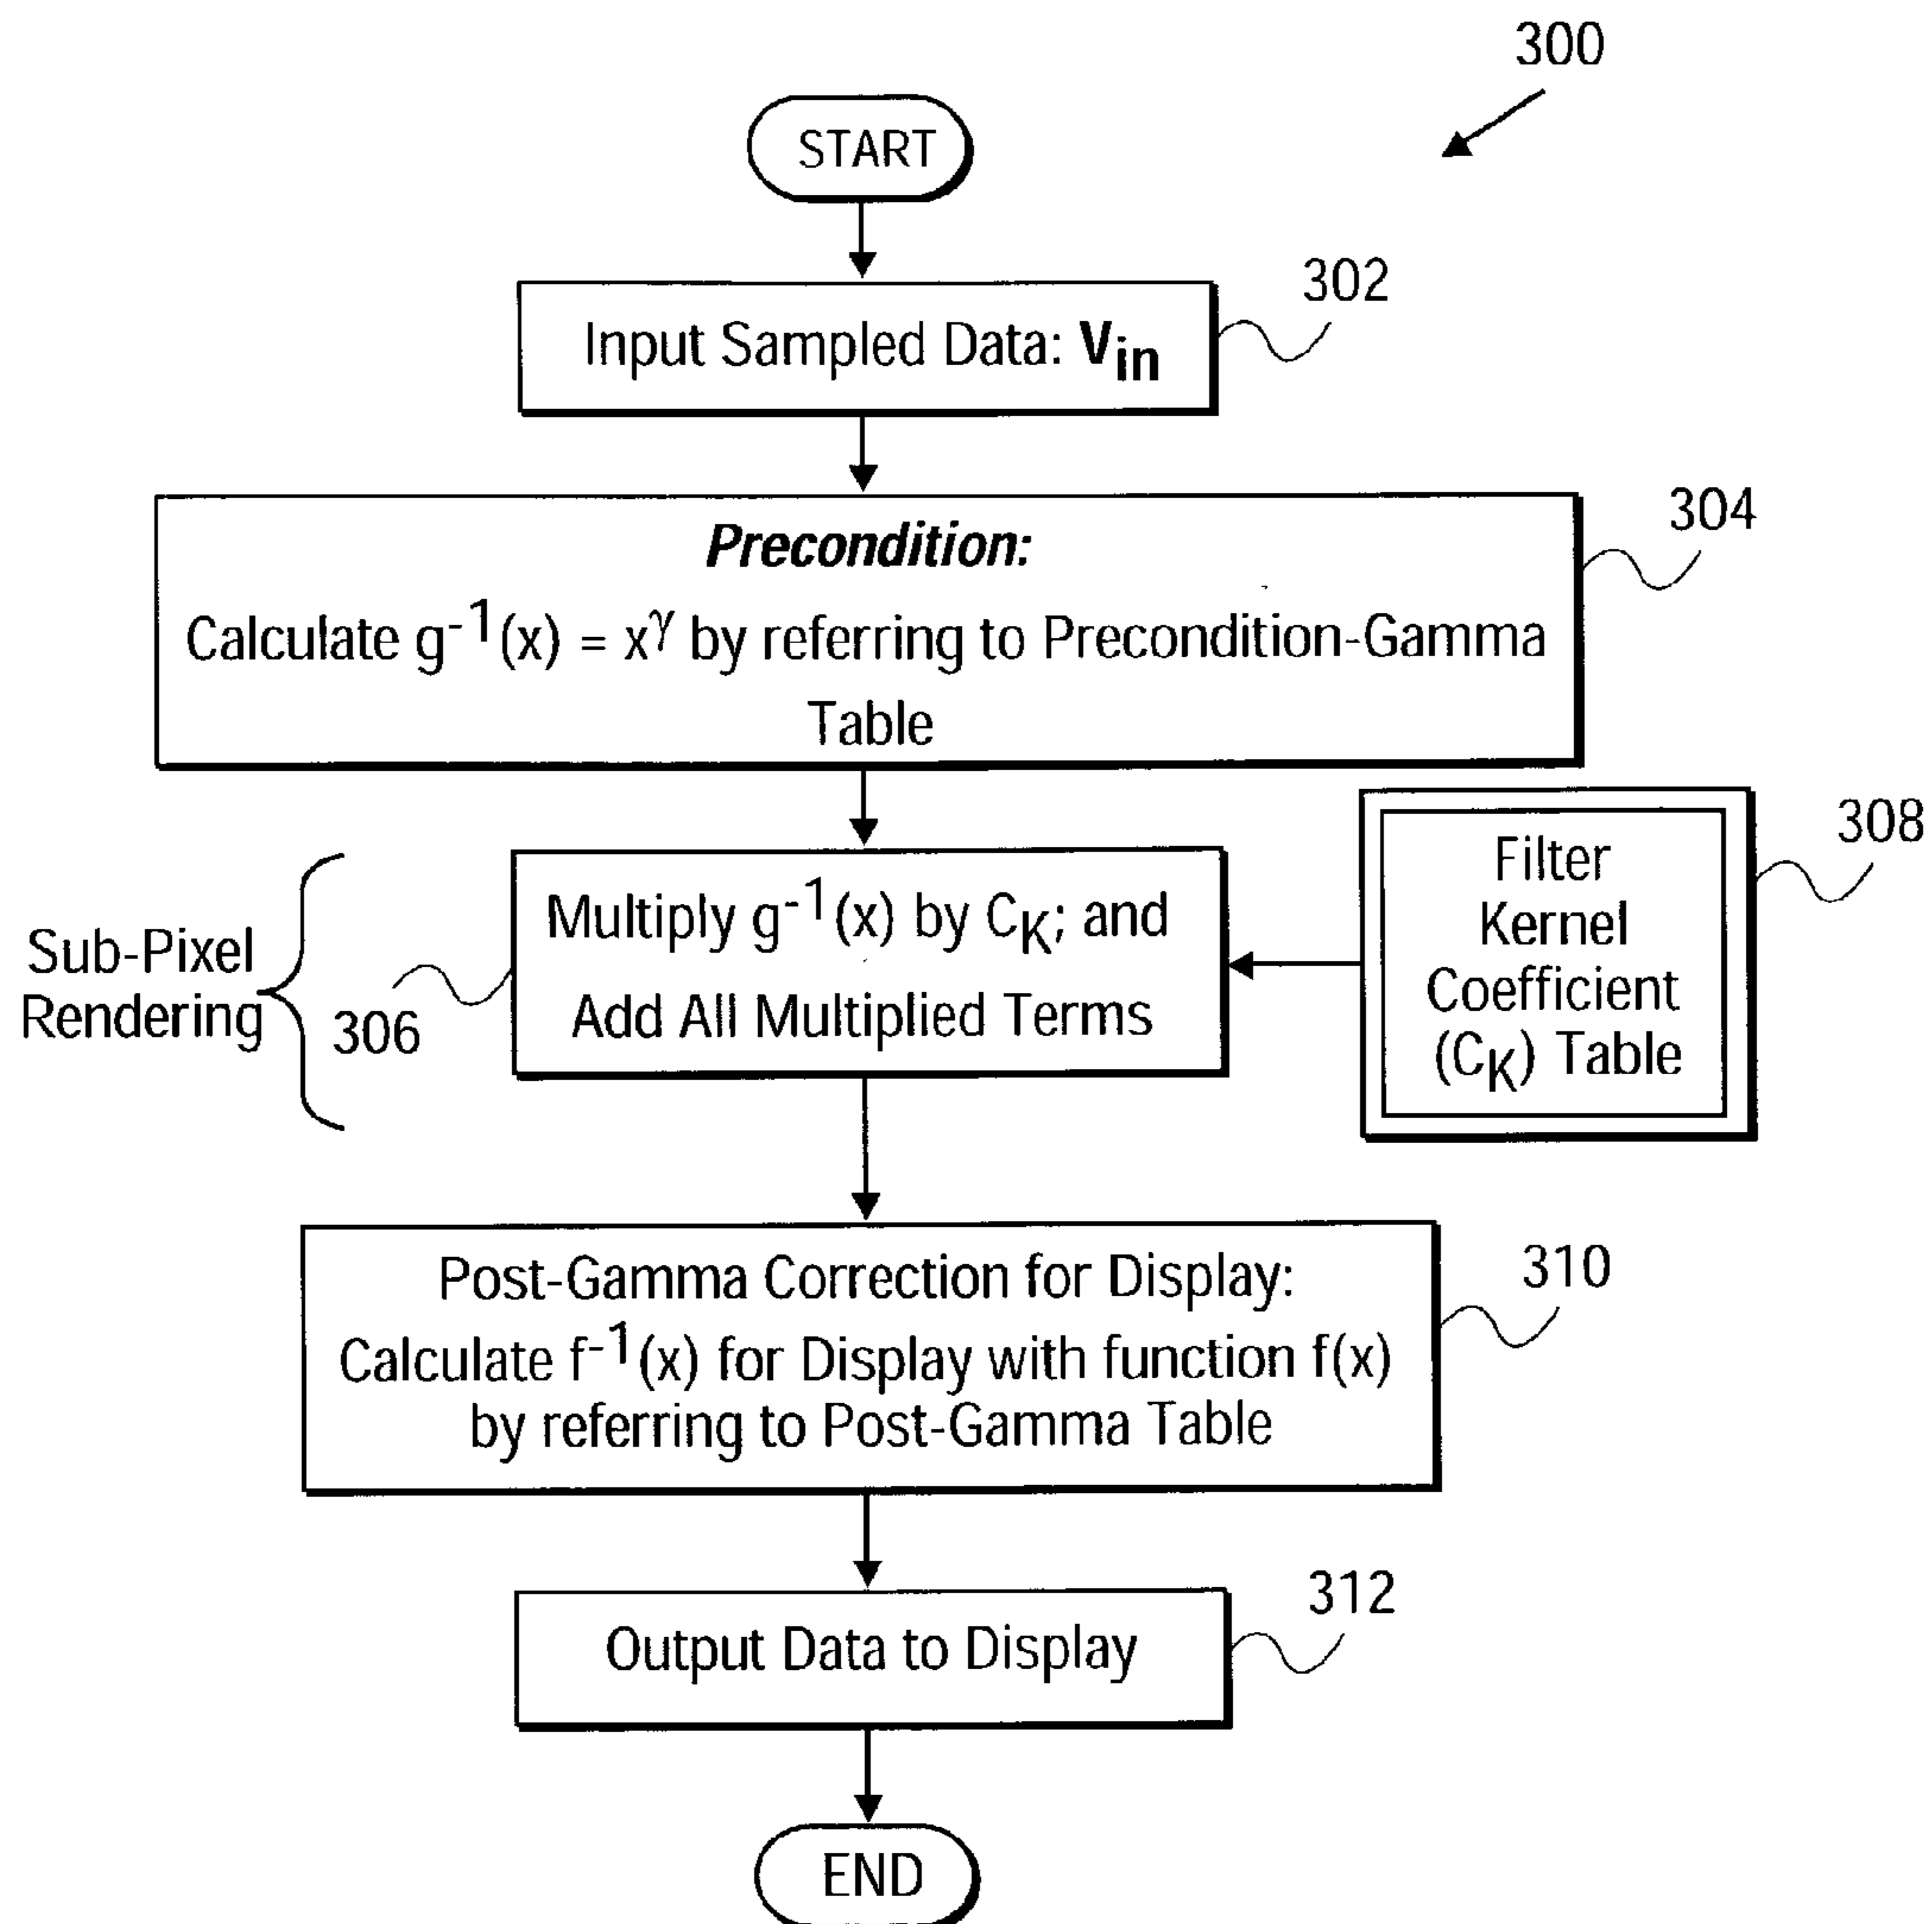 300
START
302
Input Sampled Data: Vin
304
Precondition:
Calculate g⁻¹(x) = xᵞ by referring to Precondition-Gamma
Table
308
Filter
Kernel
Coefficient
(CK) Table
Sub-Pixel
Rendering
306
Multiply g⁻¹(x) by CK; and
Add All Multiplied Terms
310
Post-Gamma Correction for Display:
Calculate f⁻¹(x) for Display with function f(x)
by referring to Post-Gamma Table
312
Output Data to Display
END